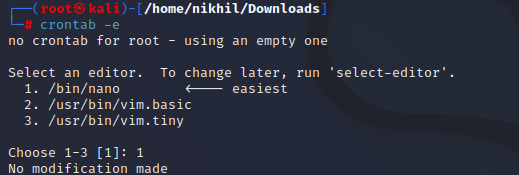 ┌──(root㉿kali)-[/home/nikhil/Downloads]
└─# crontab -e
no crontab for root - using an empty one
Select an editor.  To change later, run 'select-editor'.
  1. /bin/nano        <---- easiest
  2. /usr/bin/vim.basic
  3. /usr/bin/vim.tiny
Choose 1-3 [1]: 1
No modification made